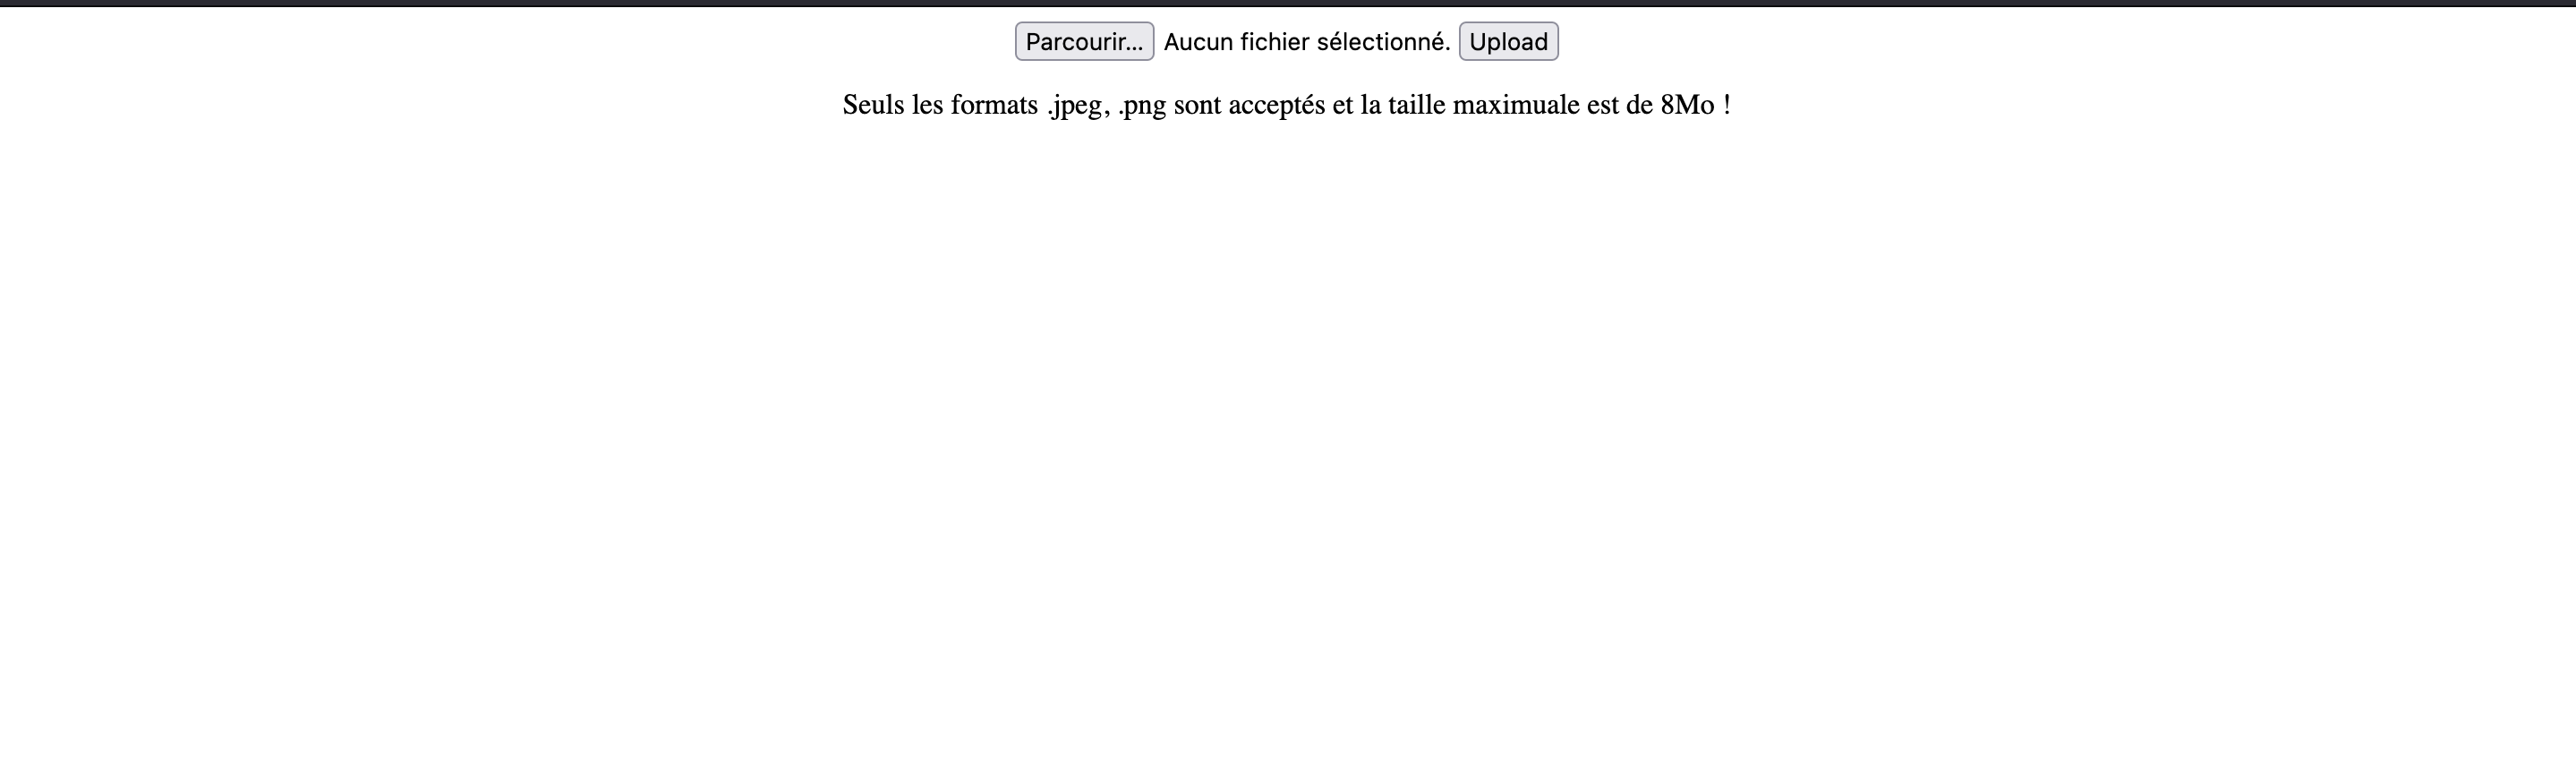 Parcourir... Aucun fichier sélectionné. Upload
Seuls les formats .jpeg, .png sont acceptés et la taille maximuale est de 8Mo !